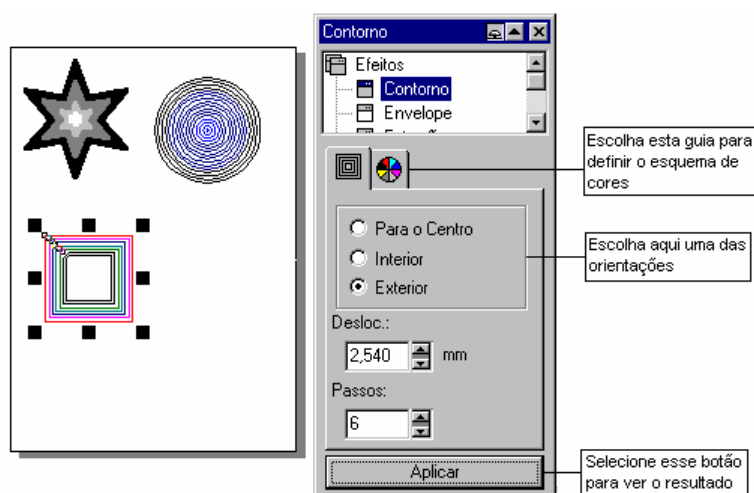 Contorno
Efeitos
Contorno
Envelope
Escolha esta guia para
definir o esquema de
cores
Para o Centro
Interior
Exterior
Escolha aqui uma das
orientações
Desloc.:
2,540 mm
Passos:
6
Aplicar
Selecione esse botão
para ver o resultado